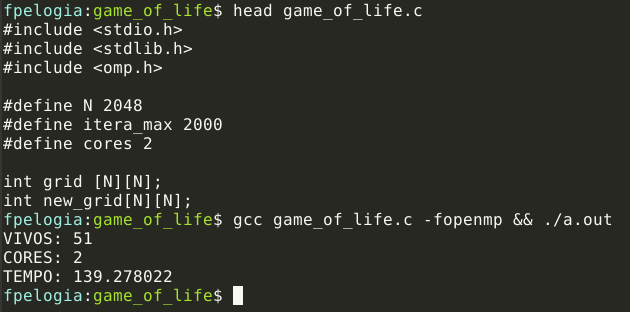 fpelogia:game_of_life$ head game_of_life.c
#include <stdio.h>
#include <stdlib.h>
#include <omp.h>

#define N 2048
#define itera_max 2000
#define cores 2

int grid [N][N];
int new_grid[N][N];
fpelogia:game_of_life$ gcc game_of_life.c -fopenmp && ./a.out
VIVOS: 51
CORES: 2
TEMPO: 139.278022
fpelogia:game_of_life$